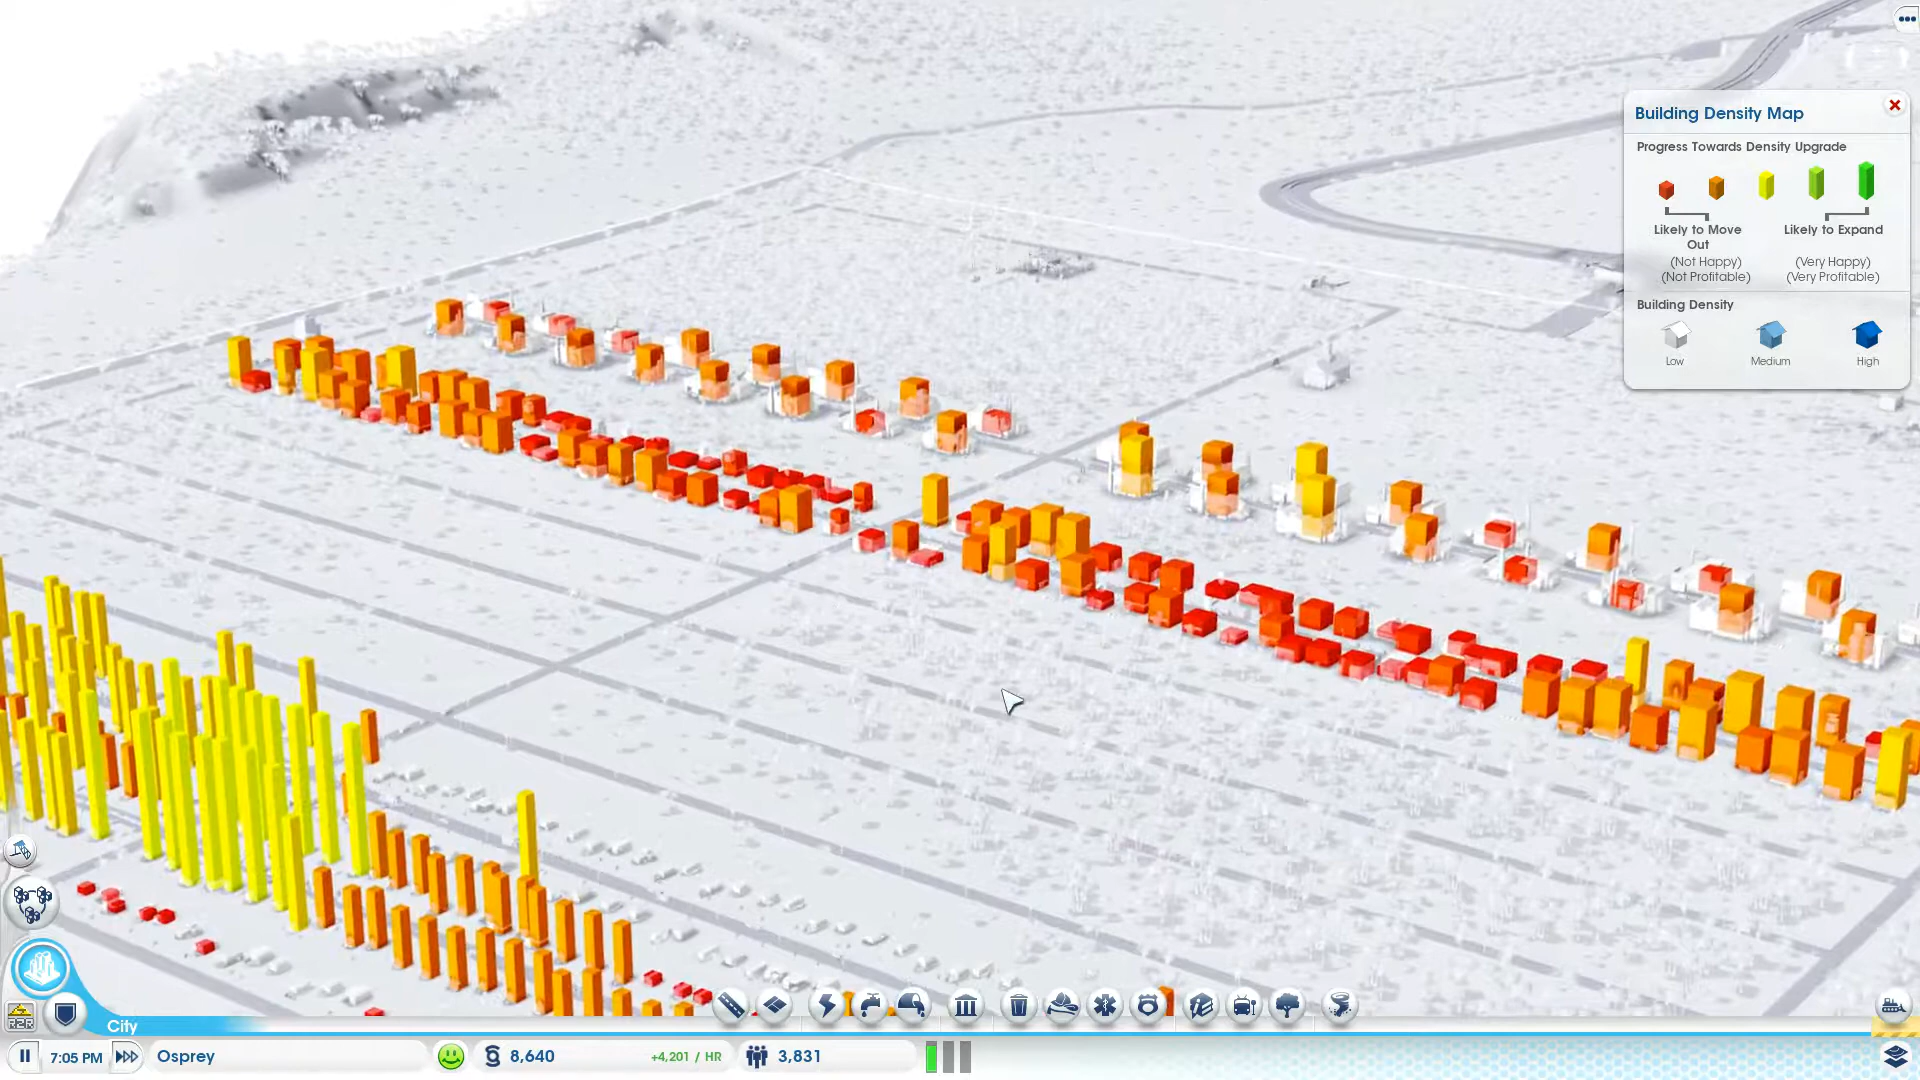 Building Density Map
Progress Towards Density Upgrade
Likely to Move Out
(Not Happy)
(Not Profitable)
Likely to Expand
(Very Happy)
(Very Profitable)
Building Density
Low
Medium
High
R2R
City
7:05 PM
Osprey
8,640
+4,201 / HR
3,831